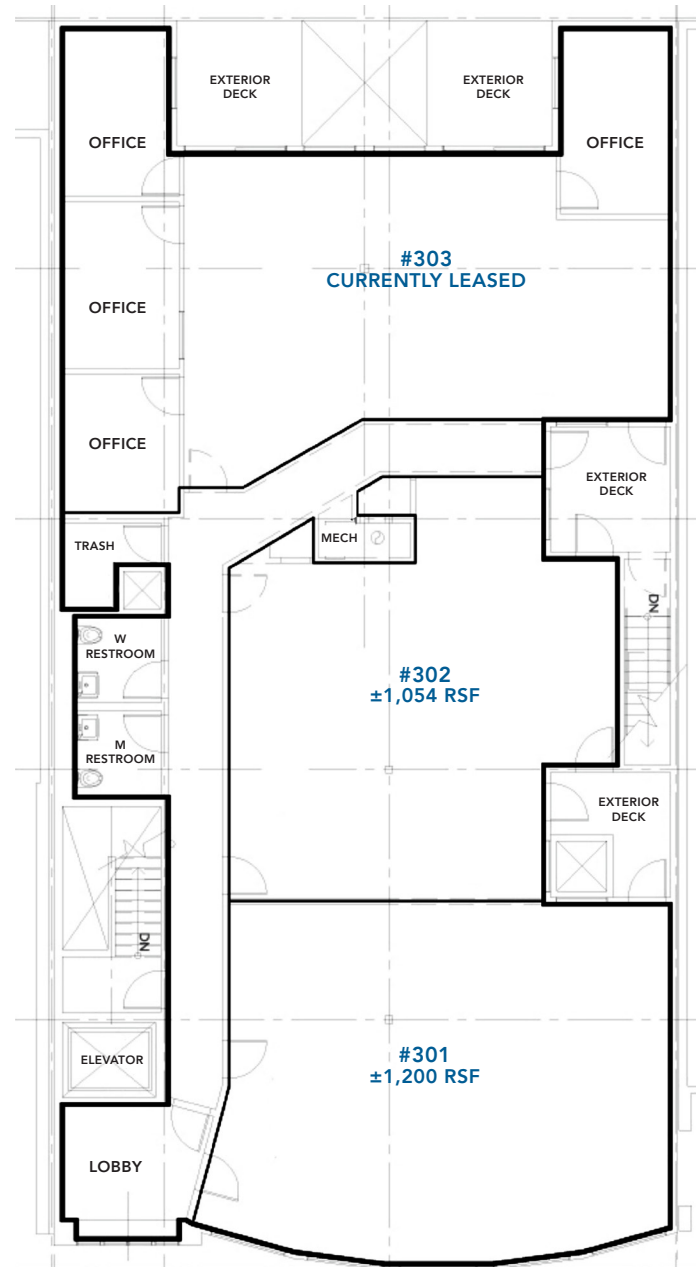 EXTERIOR
DECK
EXTERIOR
DECK
OFFICE
OFFICE
#303
CURRENTLY LEASED
OFFICE
OFFICE
EXTERIOR
DECK
TRASH
MECH
DN
W
RESTROOM
#302
±1,054 RSF
M
RESTROOM
EXTERIOR
DECK
DN
#301
±1,200 RSF
ELEVATOR
LOBBY